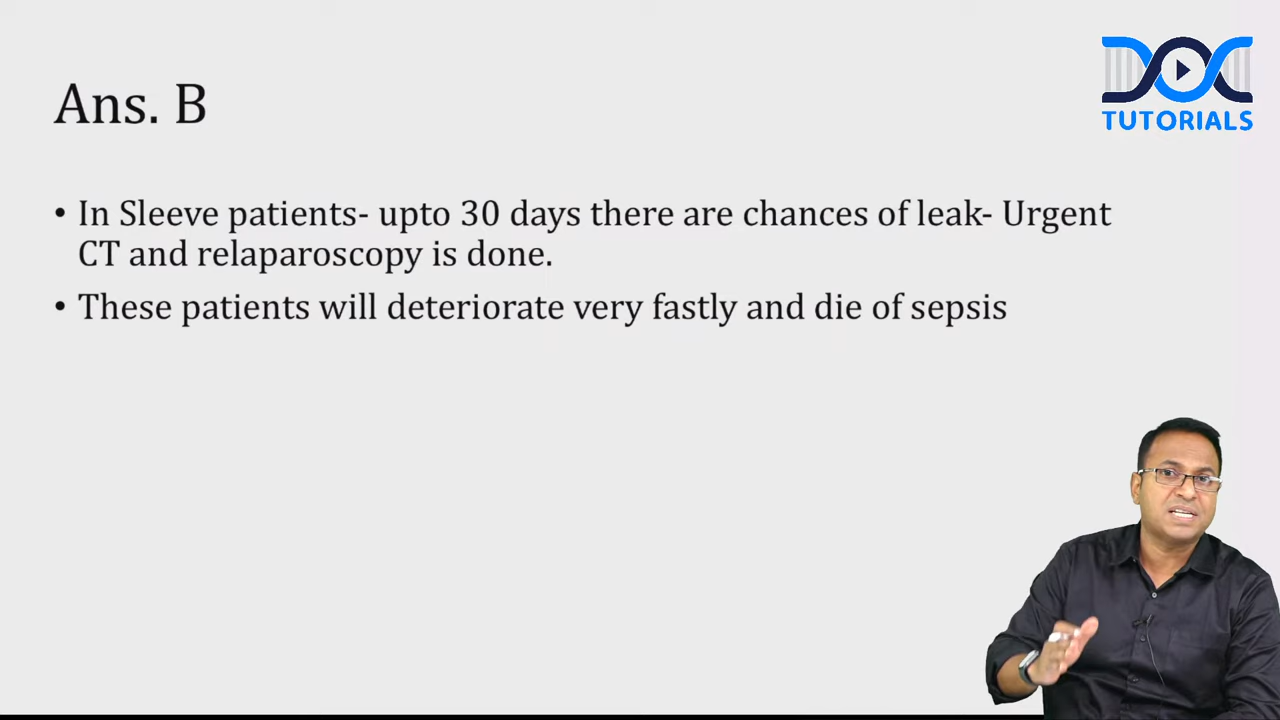 DOC
TUTORIALS
Ans. B
• In Sleeve patients- upto 30 days there are chances of leak- Urgent
CT and relaparoscopy is done.
• These patients will deteriorate very fastly and die of sepsis